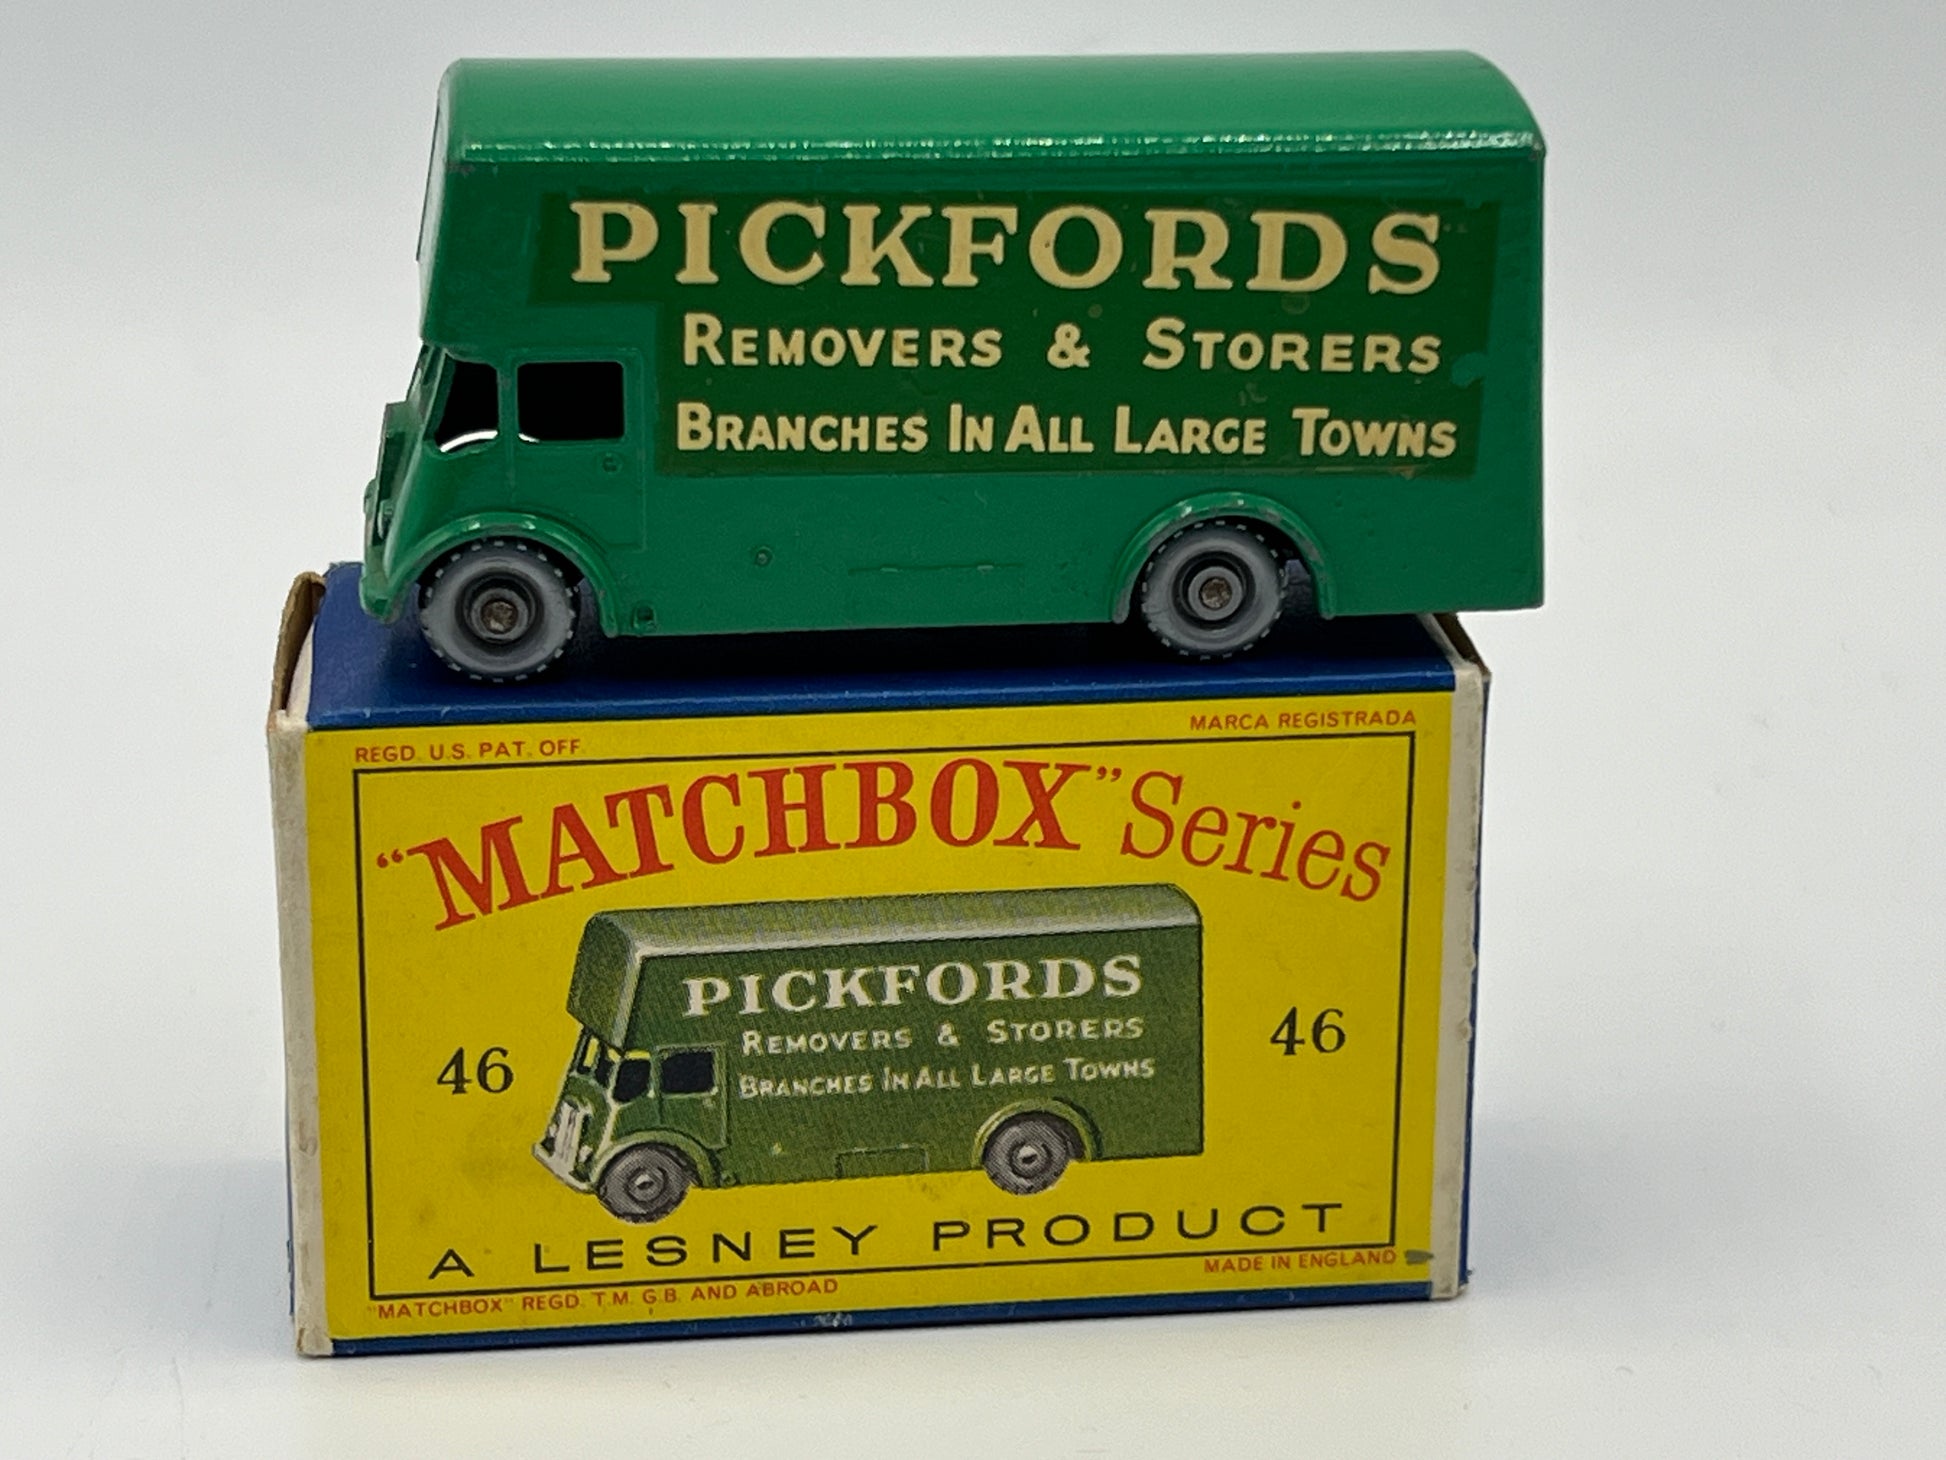 PICKFORDS
REMOVERS & STORERS
BRANCHES IN ALL LARGE TOWNS
REGD. U.S. PAT. OFF.
MARCA REGISTRADA
"MATCHBOX" Series
PICKFORDS
REMOVERS & STORERS
BRANCHES IN ALL LARGE TOWNS
46
46
A LESNEY PRODUCT
"MATCHBOX" REGD. T.M. G.B. AND ABROAD
MADE IN ENGLAND